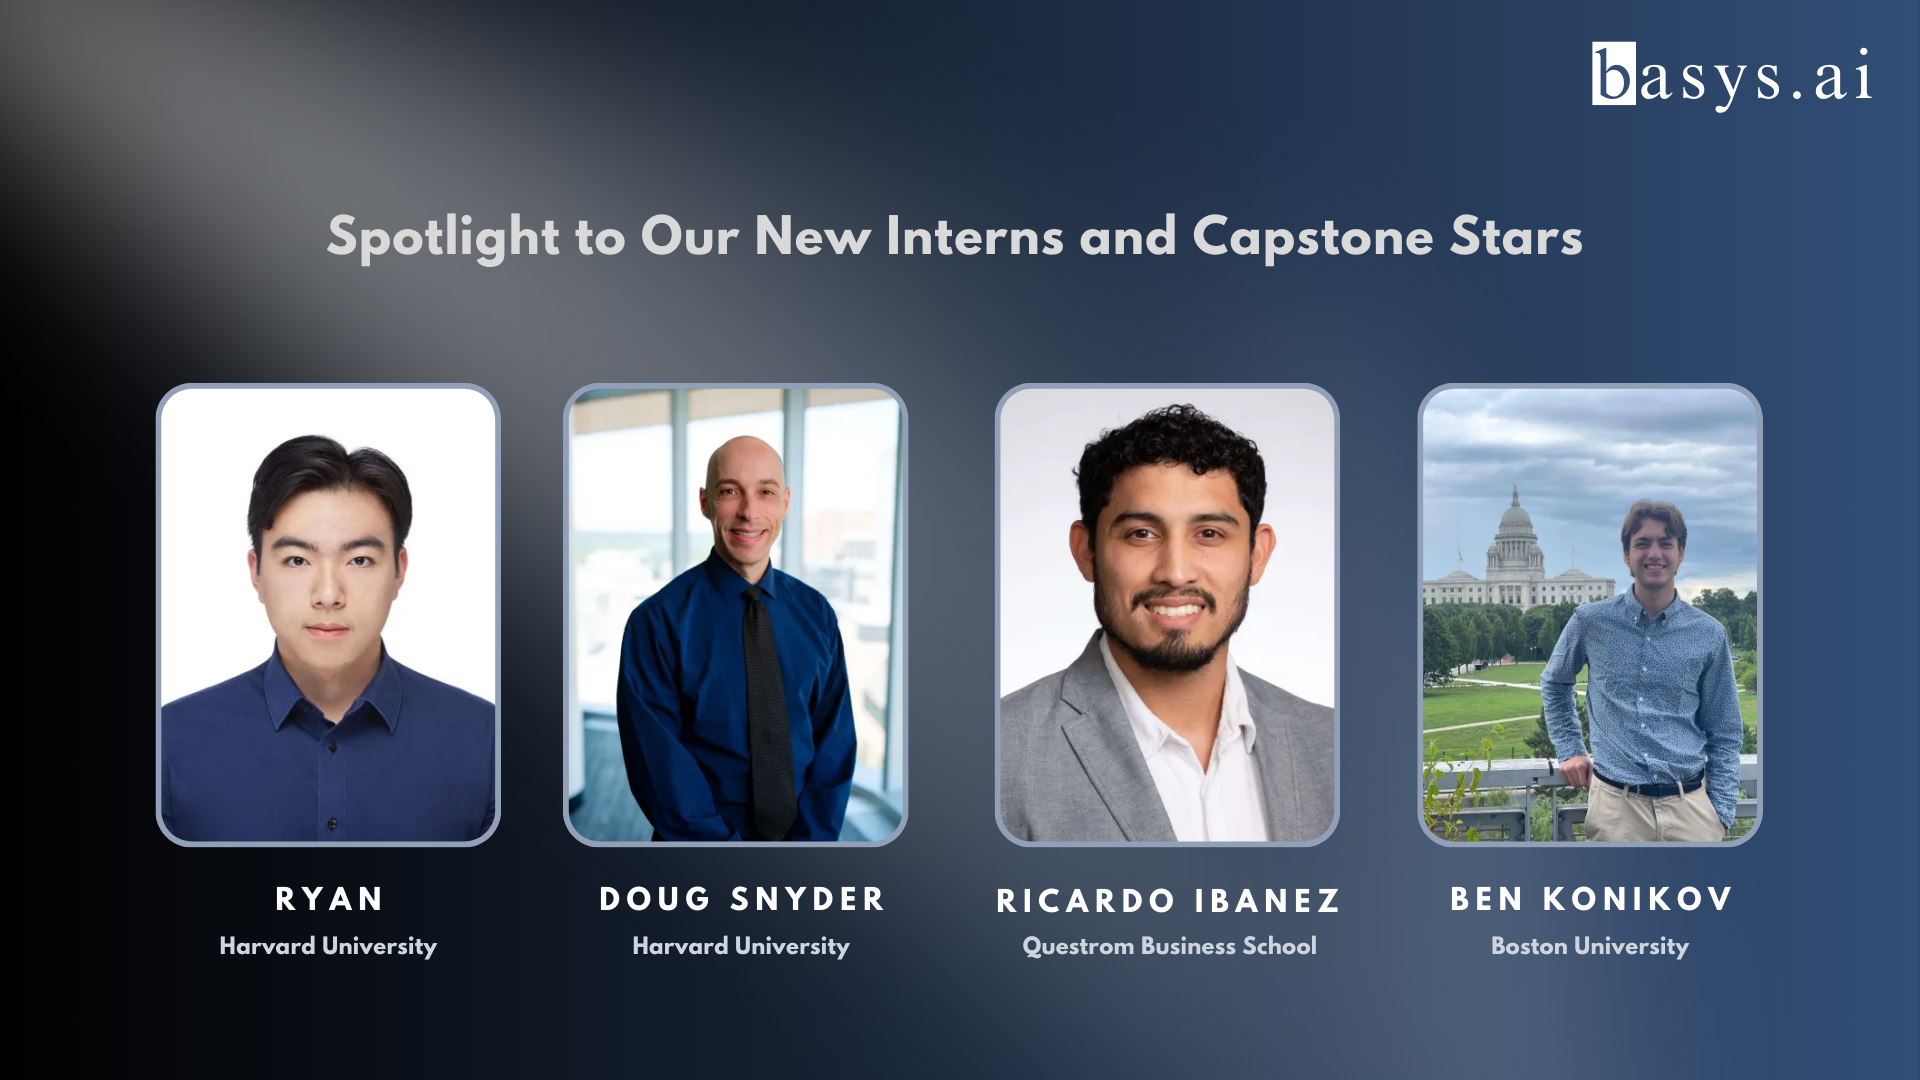 basys.ai
Spotlight to Our New Interns and Capstone Stars
RYAN
Harvard University
DOUG SNYDER
Harvard University
RICARDO IBANEZ
Questrom Business School
BEN KONIKOV
Boston University